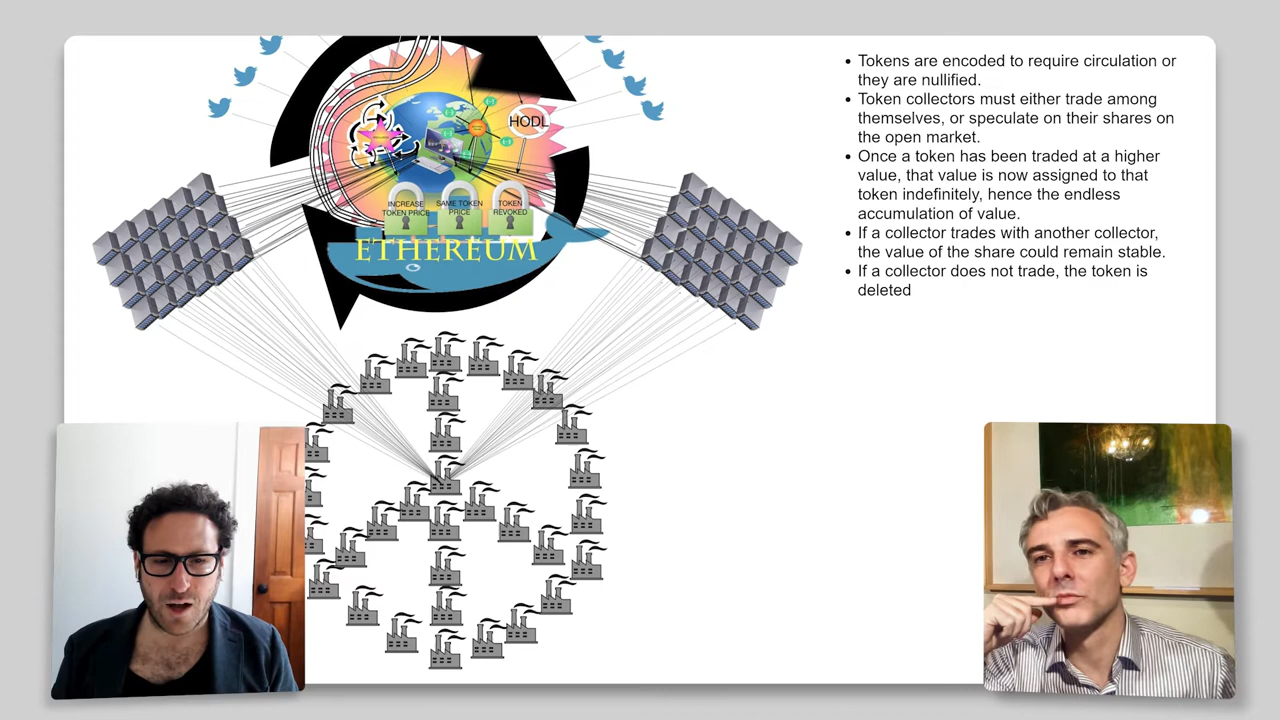 HODL
INCREASE
TOKEN PRICE
SAME TOKEN
PRICE
TOKEN
REVOKED
ETHEREUM
• Tokens are encoded to require circulation or
they are nullified.
• Token collectors must either trade among
themselves, or speculate on their shares on
the open market.
• Once a token has been traded at a higher
value, that value is now assigned to that
token indefinitely, hence the endless
accumulation of value.
• If a collector trades with another collector,
the value of the share could remain stable.
• If a collector does not trade, the token is
deleted